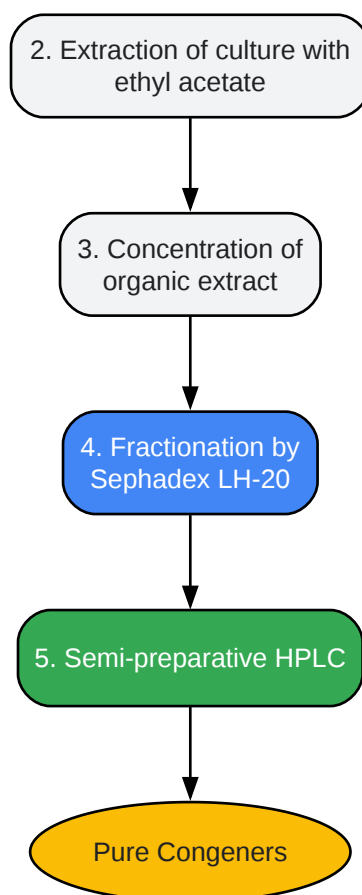 2. Extraction of culture with
ethyl acetate
3. Concentration of
organic extract
4. Fractionation by
Sephadex LH-20
5. Semi-preparative HPLC
Pure Congeners